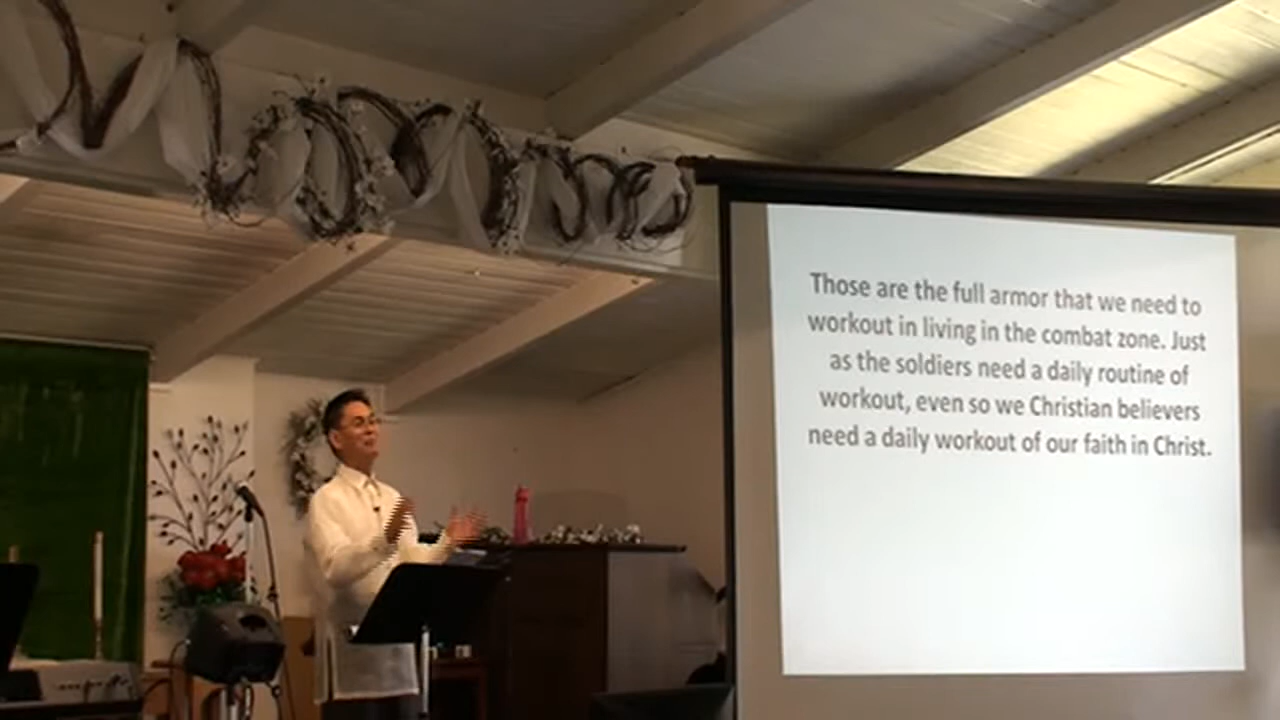 Those are the full armor that we need to
workout in living in the combat zone. Just
as the soldiers need a daily routine of
workout, even so we Christian believers
need a daily workout of our faith in Christ.